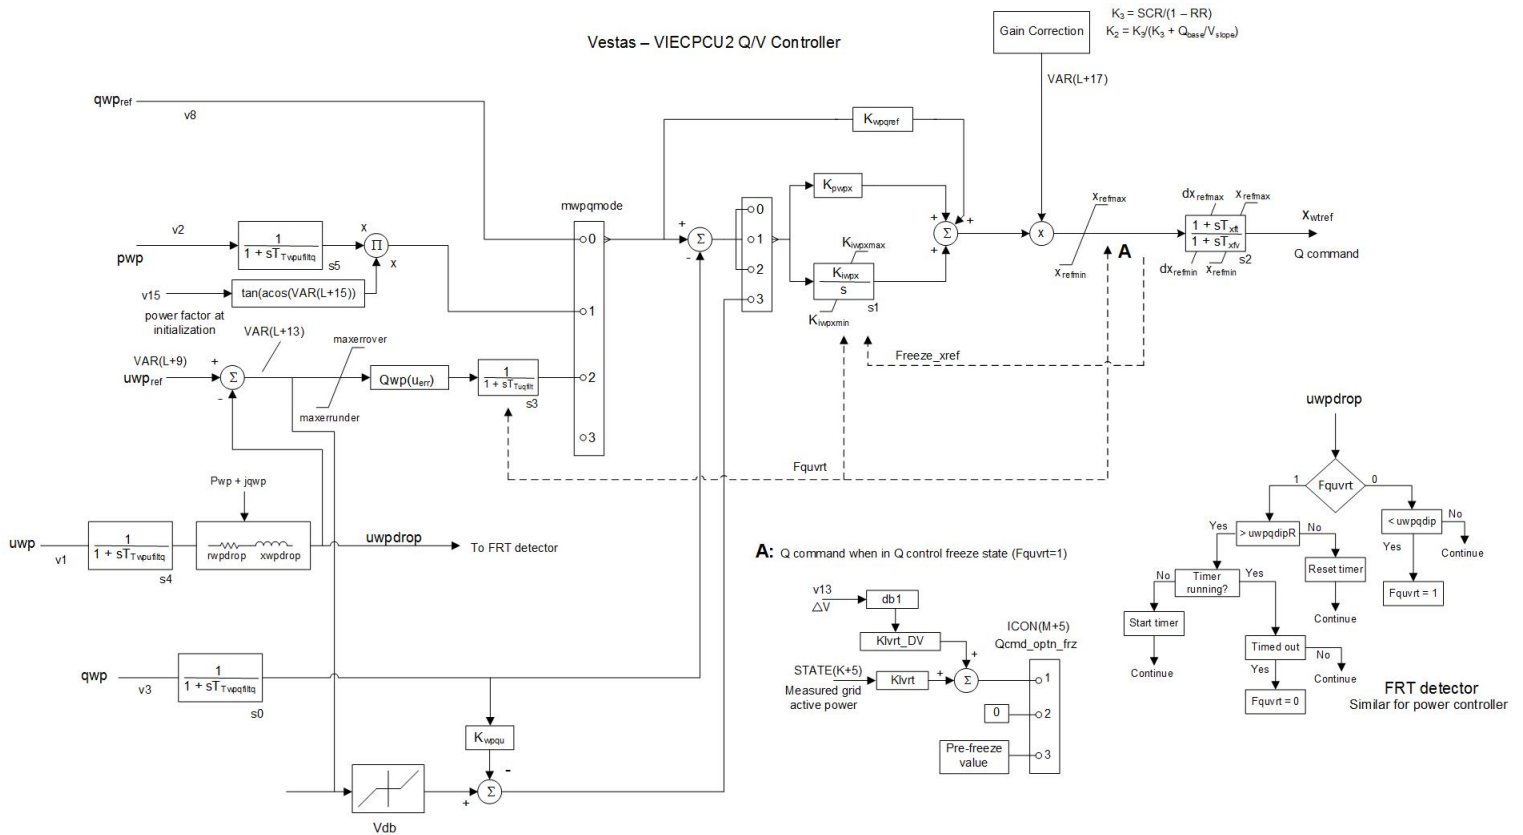 Vestas – VIECPCU2 Q/V Controller
Gain Correction
K₃ = SCR/(1 – RR)
K₂ = K₃/(K₃ + Qbase/Vslope)
VAR(L+17)
qwpref
v8
Kwpqref
mwpqmode
0
1
2
3
+
-
Σ
0
1
2
3
Kpwpx
Kiwpxmax
Kiwpx
s
s1
Kiwpxmin
+
+
+
Σ
x
xrefmax
xrefmin
A
dxrefmax
xrefmax
1 + sTxft
1 + sTxfv
s2
dxrefmin
xrefmin
xwtref
Q command
v2
pwp
1
1 + sTTwpufiltq
s5
x
Π
x
v15
tan(acos(VAR(L+15))
power factor at
initialization
VAR(L+13)
VAR(L+9)
uwpref
+
-
Σ
maxerrover
maxerrunder
Qwp(uerr)
1
1 + sTTuqfilt
s3
Freeze_xref
Fquvrt
Pwp + jqwp
uwp
v1
1
1 + sTTwpufiltq
s4
rwpdrop
xwpdrop
uwpdrop
To FRT detector
qwp
v3
1
1 + sTTwpqfiltq
s0
Kwpqu
-
+
Σ
Vdb
A: Q command when in Q control freeze state (Fquvrt=1)
v13
△V
db1
Klvrt_DV
STATE(K+5)
Measured grid
active power
Klvrt
+
+
Σ
ICON(M+5)
Qcmd_optn_frz
1
0
2
Pre-freeze
value
3
uwpdrop
1
Fquvrt
0
Yes
> uwpqdipR
No
< uwpqdip
No
Yes
Continue
No
Timer
running?
Yes
Reset timer
Fquvrt = 1
Start timer
Continue
Continue
Timed out
No
Yes
Continue
Fquvrt = 0
FRT detector
Similar for power controller